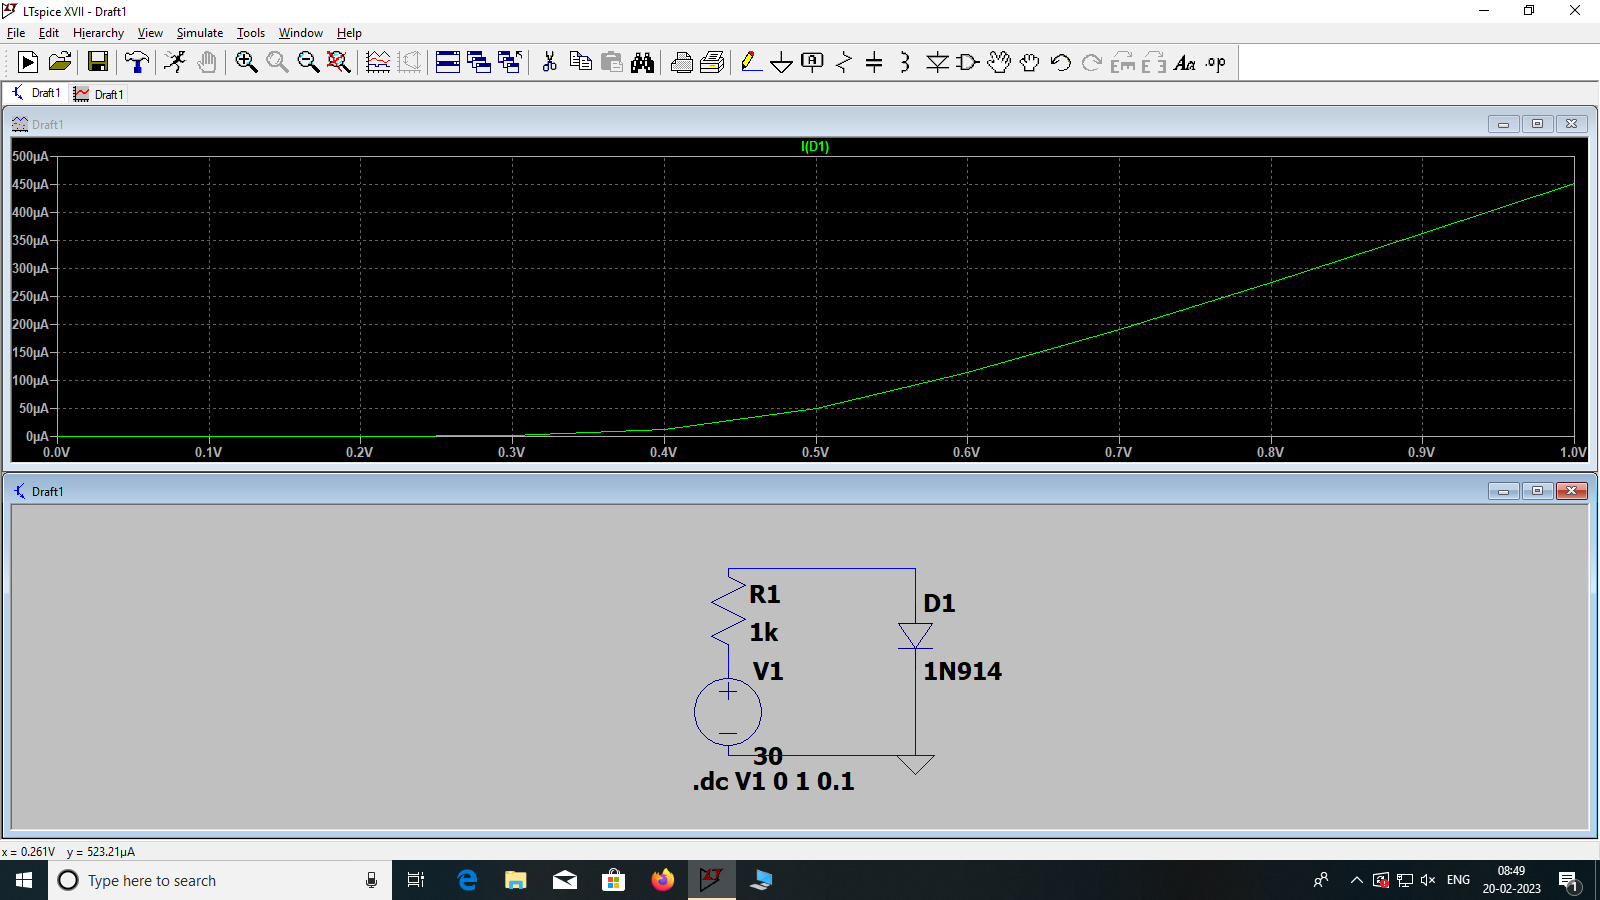 LTspice XVII - Draft1
File Edit Hierarchy View Simulate Tools Window Help
Draft1 Draft1
Draft1
I(D1)
500µA
450µA
400µA
350µA
300µA
250µA
200µA
150µA
100µA
50µA
0µA
0.0V 0.1V 0.2V 0.3V 0.4V 0.5V 0.6V 0.7V 0.8V 0.9V 1.0V
Draft1
R1
1k
V1
30
D1
1N914
.dc V1 0 1 0.1
x = 0.261V y = 523.21µA
Type here to search
ENG
08:49
20-02-2023
1